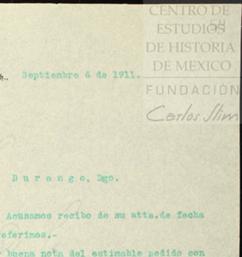 CENTRO DE
ESTUDIOS
DE HISTORIA
DE MEXICO
FUNDACIÓN
Carlos Slim
54
Septiembre 6 de 1911.
Durango, Dgo.
Acusamos recibo de su atta. de fecha
referimos.-
buena nota del estimable pedido con